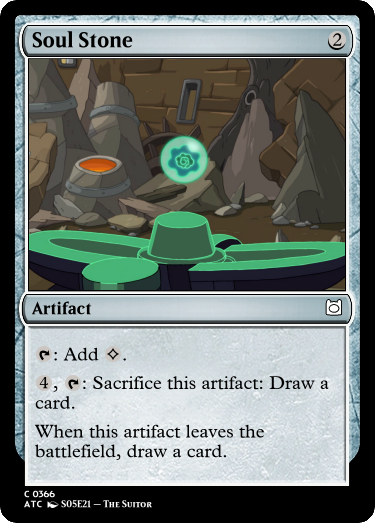 Soul Stone 2
Artifact
: Add .
4, : Sacrifice this artifact: Draw a
card.
When this artifact leaves the
battlefield, draw a card.
C 0366
ATC S05E21 – The Suitor